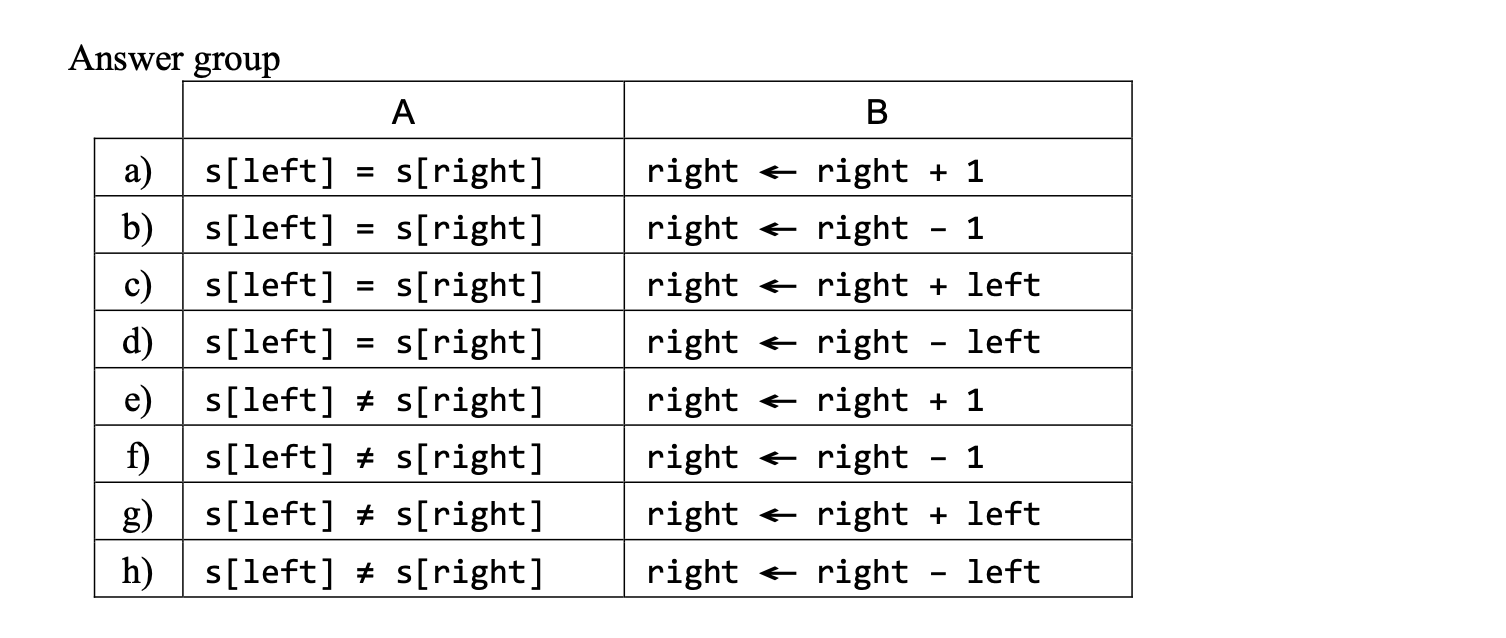 Answer group
A B
a) s[left] = s[right] right ← right + 1
b) s[left] = s[right] right ← right - 1
c) s[left] = s[right] right ← right + left
d) s[left] = s[right] right ← right - left
e) s[left] ≠ s[right] right ← right + 1
f) s[left] ≠ s[right] right ← right - 1
g) s[left] ≠ s[right] right ← right + left
h) s[left] ≠ s[right] right ← right - left